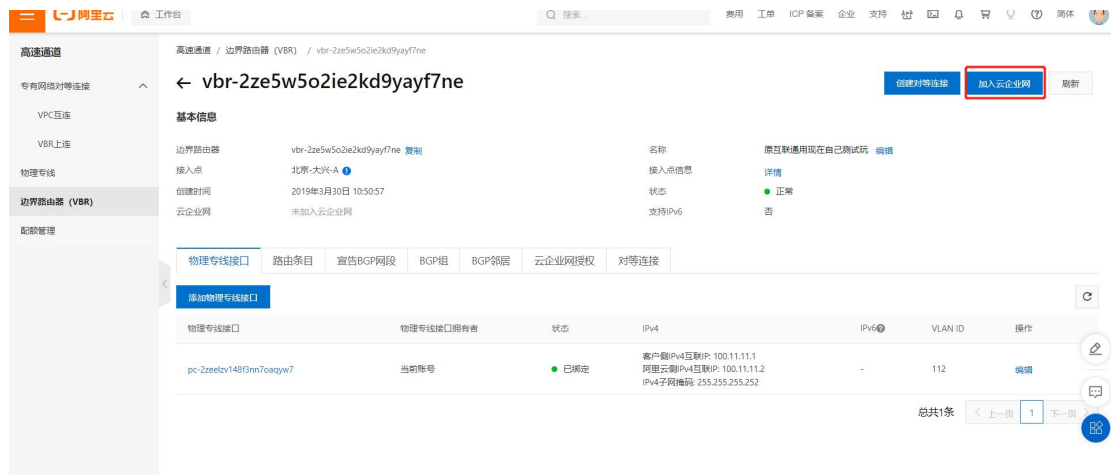 阿里云 工作台 搜索... 费用 工单 ICP 备案 企业 支持 简体
高速通道
专有网络对等连接
VPC互连
VBR上连
物理专线
边界路由器 (VBR)
配额管理
高速通道 / 边界路由器 (VBR) / vbr-2ze5w5o2ie2kd9yayf7ne
← vbr-2ze5w5o2ie2kd9yayf7ne
创建对等连接 加入云企业网 刷新
基本信息
边界路由器 vbr-2ze5w5o2ie2kd9yayf7ne 复制 名称 原互联通用现在自己测试玩 编辑
接入点 北京-大兴-A 接入点信息 详情
创建时间 2019年3月30日 10:50:57 状态 正常
云企业网 未加入云企业网 支持IPv6 否
物理专线接口 路由条目 宣告BGP网段 BGP组 BGP邻居 云企业网授权 对等连接
添加物理专线接口
物理专线接口 物理专线接口拥有者 状态 IPv4 IPv6 VLAN ID 操作
客户侧IPv4互联IP: 100.11.11.1
pc-2zeelzv148f3nn7oaqyw7 当前账号 已绑定 阿里云侧IPv4互联IP: 100.11.11.2 - 112 编辑
IPv4子网掩码: 255.255.255.252
总共1条 上一页 1 下一页